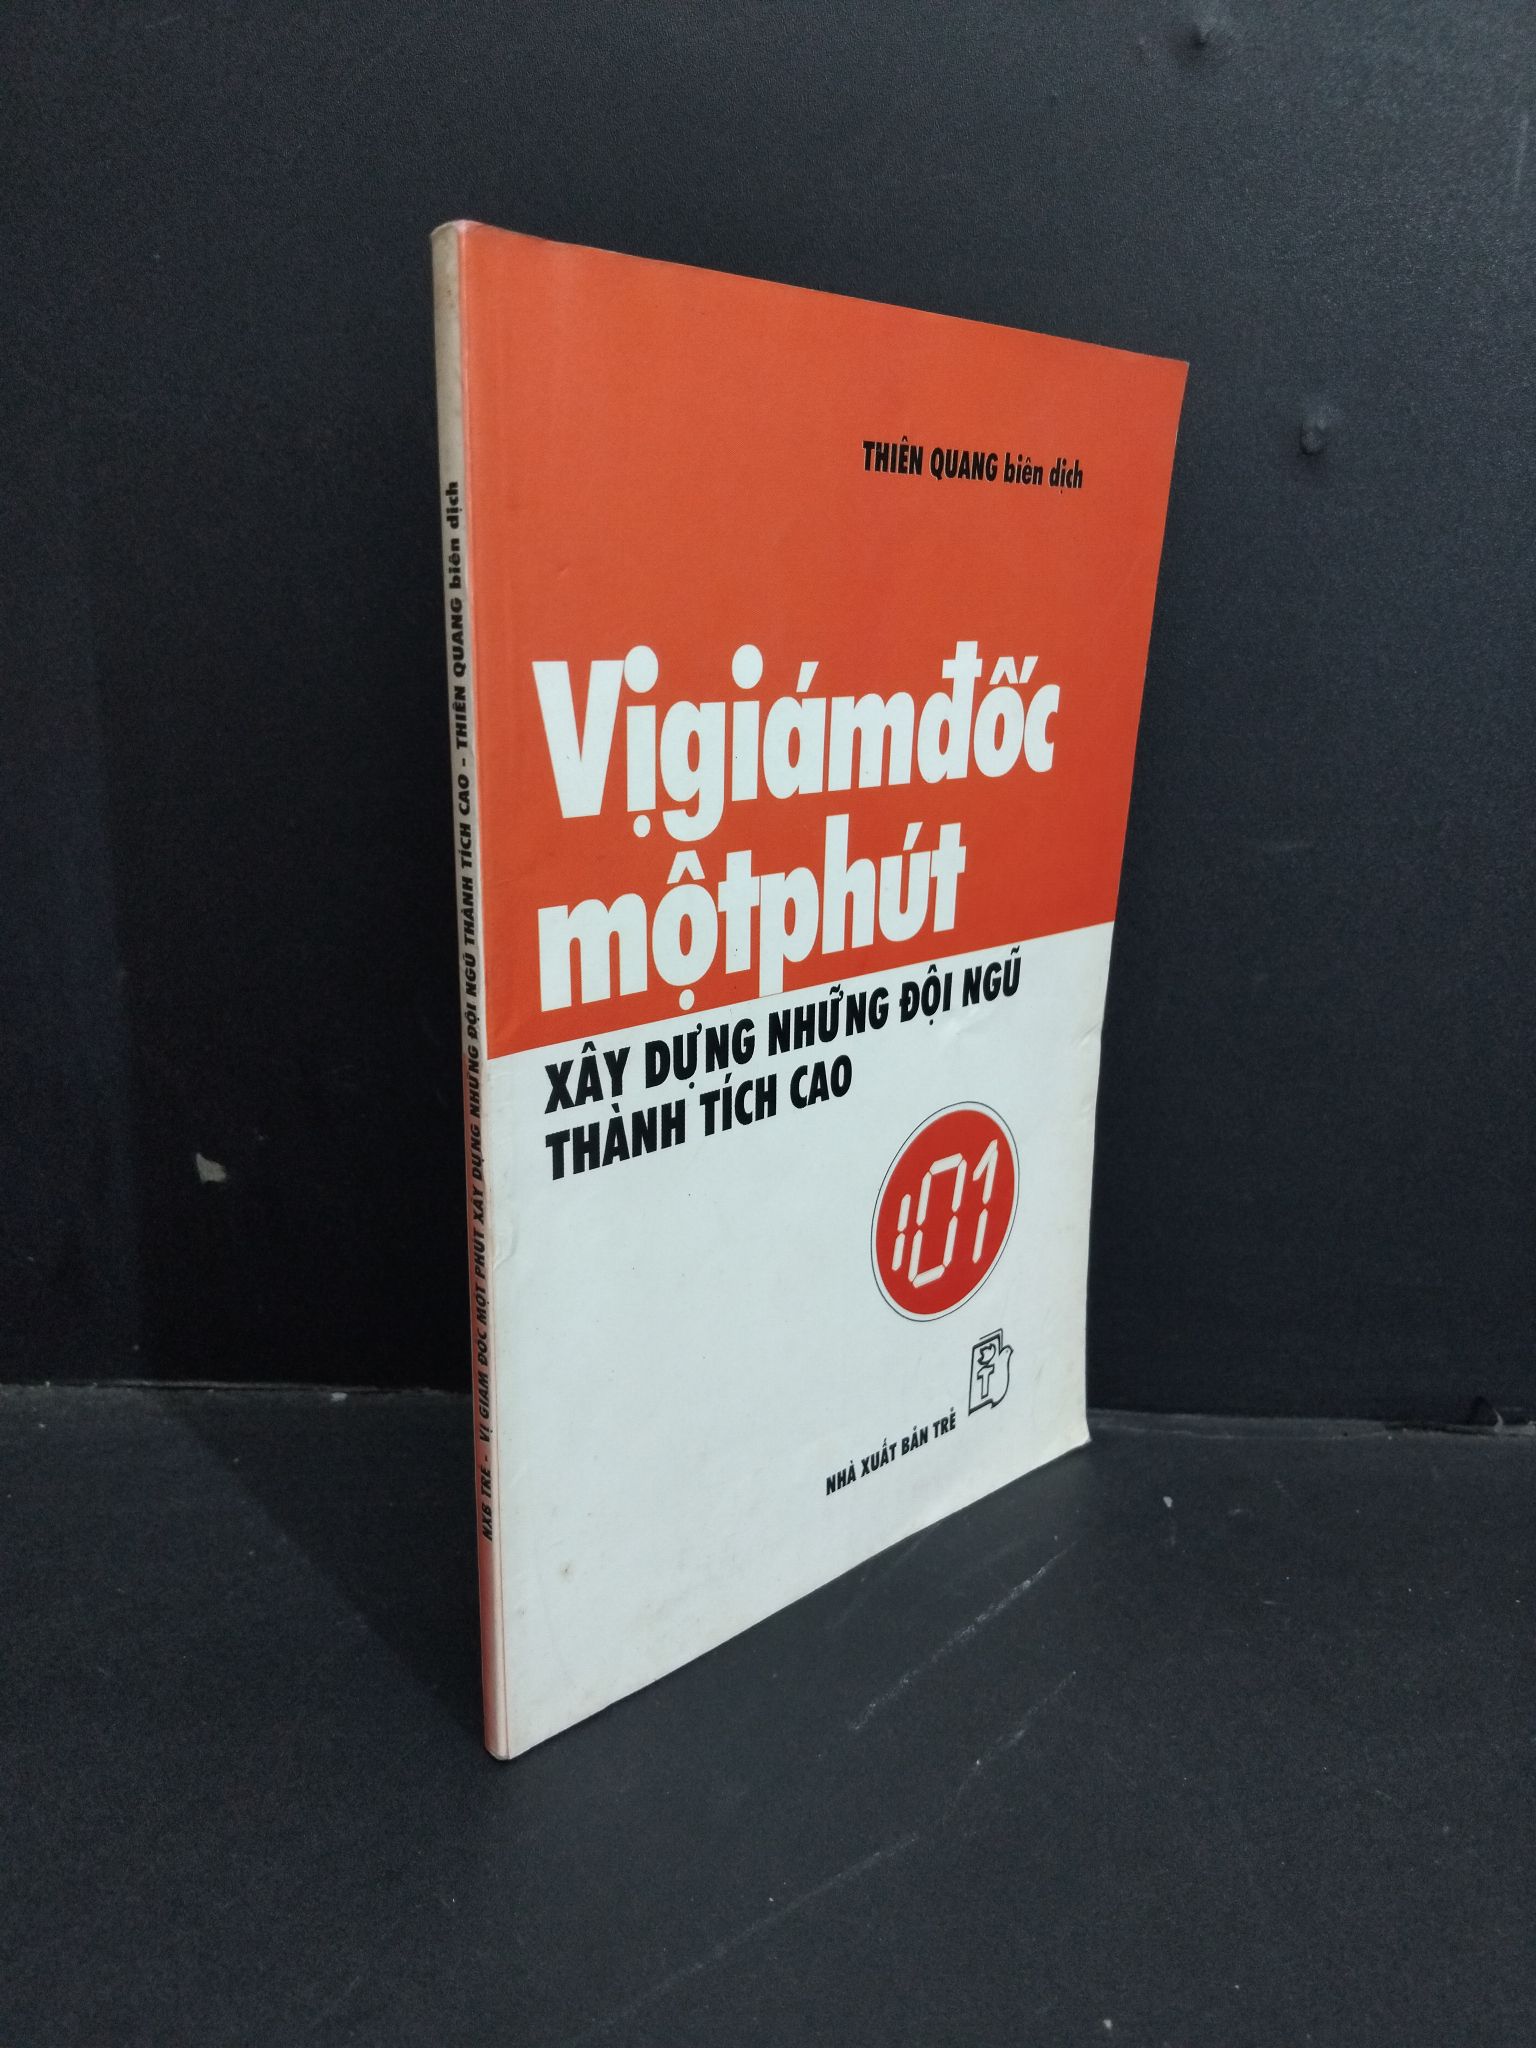 THIÊN QUANG biên dịch
Vị giám đốc
một phút
XÂY DỰNG NHỮNG ĐỘI NGŨ
THÀNH TÍCH CAO
01
NHÀ XUẤT BẢN TRẺ
NXB TRẺ - VỊ GIÁM ĐỐC MỘT PHÚT XÂY DỰNG NHỮNG ĐỘI NGŨ THÀNH TÍCH CAO - THIÊN QUANG biên dịch